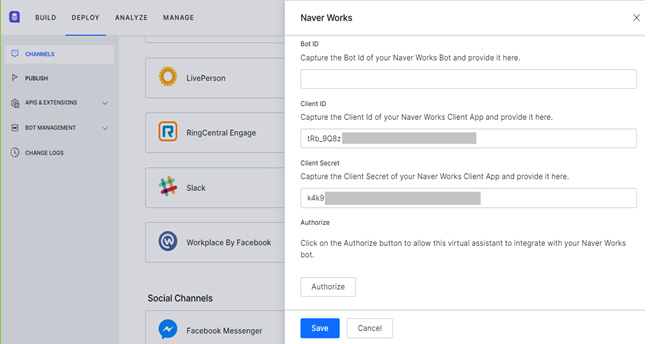 BUILD
DEPLOY
ANALYZE
MANAGE
CHANNELS
PUBLISH
APIS & EXTENSIONS
BOT MANAGEMENT
CHANGE LOGS
LivePerson
RingCentral Engage
Slack
Workplace By Facebook
Social Channels
Facebook Messenger
Naver Works
Bot ID
Capture the Bot Id of your Naver Works Bot and provide it here.
Client ID
Capture the Client Id of your Naver Works Client App and provide it here.
tRb_9Q8z
Client Secret
Capture the Client Secret of your Naver Works Client App and provide it here.
k4k9
Authorize
Click on the Authorize button to allow this virtual assistant to integrate with your Naver Works
bot.
Authorize
Save
Cancel